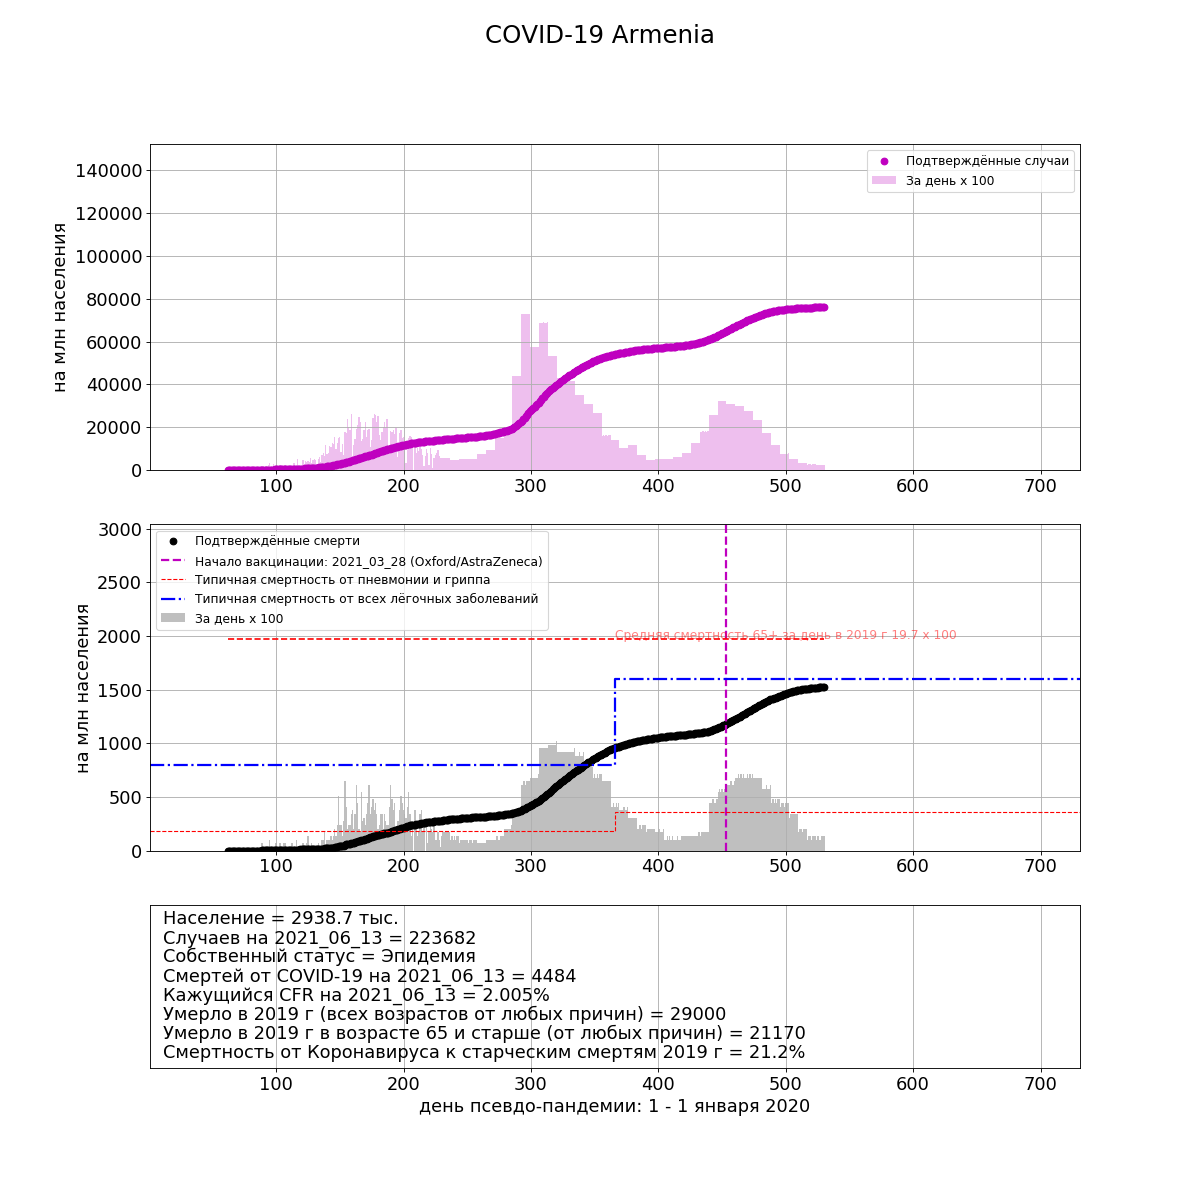 COVID-19 Armenia
на млн населения
140000
120000
100000
80000
60000
40000
20000
0
Подтверждённые случаи
За день x 100
100 200 300 400 500 600 700
на млн населения
3000
2500
2000
1500
1000
500
0
Подтверждённые смерти
Начало вакцинации: 2021_03_28 (Oxford/AstraZeneca)
Типичная смертность от пневмонии и гриппа
Типичная смертность от всех лёгочных заболеваний
За день x 100
Средняя смертность 65+ за день в 2019 г 19.7 x 100
100 200 300 400 500 600 700
Население = 2938.7 тыс.
Случаев на 2021_06_13 = 223682
Собственный статус = Эпидемия
Смертей от COVID-19 на 2021_06_13 = 4484
Кажущийся CFR на 2021_06_13 = 2.005%
Умерло в 2019 г (всех возрастов от любых причин) = 29000
Умерло в 2019 г в возрасте 65 и старше (от любых причин) = 21170
Смертность от Коронавируса к старческим смертям 2019 г = 21.2%
100 200 300 400 500 600 700
день псевдо-пандемии: 1 - 1 января 2020